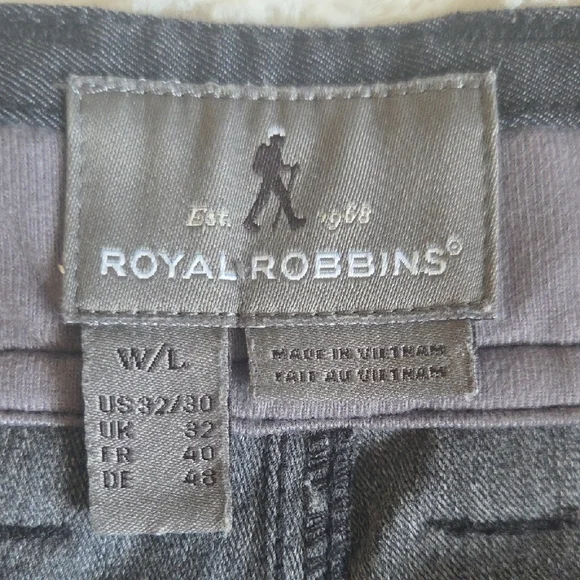 Est. 1968
ROYAL ROBBINS®
W/L
US 32/30
UK 32
FR 40
DE 48
MADE IN VIETNAM
FAIT AU VIETNAM